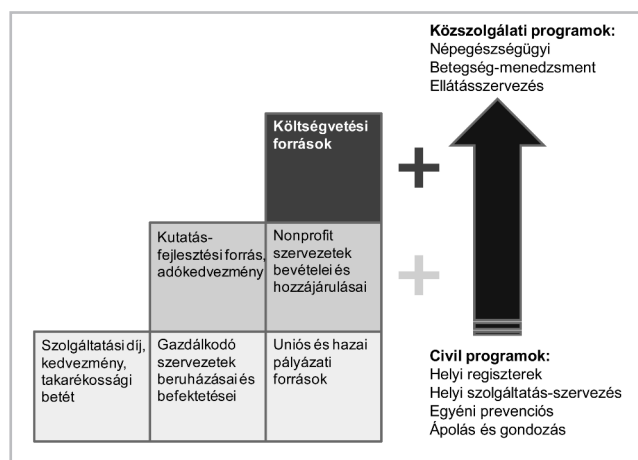 Közszolgálati programok:
Népegészségügyi
Betegség-menedzsment
Ellátásszervezés
Költségvetési
források
Kutatás-
fejlesztési forrás,
adókedvezmény
Nonprofit
szervezetek
bevételei és
hozzájárulásai
Szolgáltatási díj,
kedvezmény,
takarékossági
betét
Gazdálkodó
szervezetek
beruházásai és
befektetései
Uniós és hazai
pályázati
források
Civil programok:
Helyi regiszterek
Helyi szolgáltatás-szervezés
Egyéni prevenciós
Ápolás és gondozás